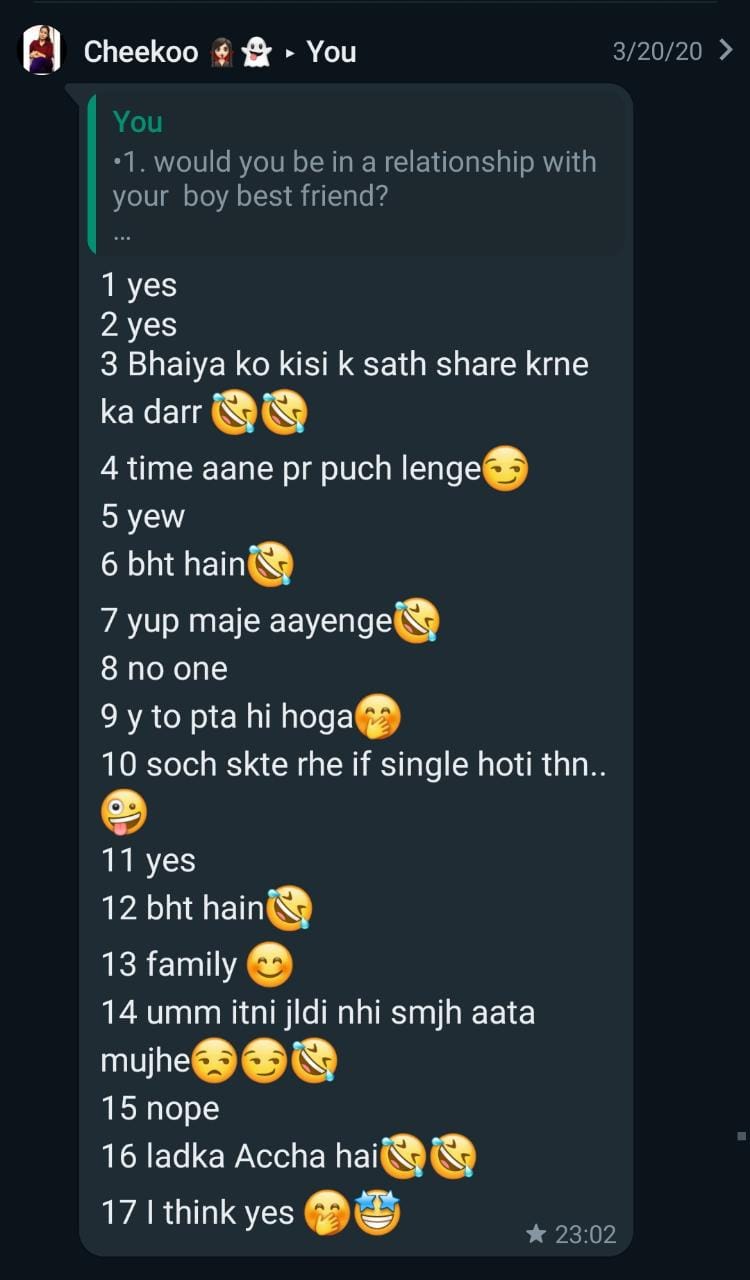 Cheekoo 👩🏻‍🦰👻 ▸ You 3/20/20
You
•1. would you be in a relationship with
your boy best friend?
...
1 yes
2 yes
3 Bhaiya ko kisi k sath share krne
ka darr 🤣🤣
4 time aane pr puch lenge😏
5 yew
6 bht hain🤣
7 yup maje aayenge🤣
8 no one
9 y to pta hi hoga🤭
10 soch skte rhe if single hoti thn..
🤪
11 yes
12 bht hain🤣
13 family 😊
14 umm itni jldi nhi smjh aata
mujhe😒😏🤣
15 nope
16 ladka Accha hai🤣🤣
17 I think yes 🤭🤩
★ 23:02